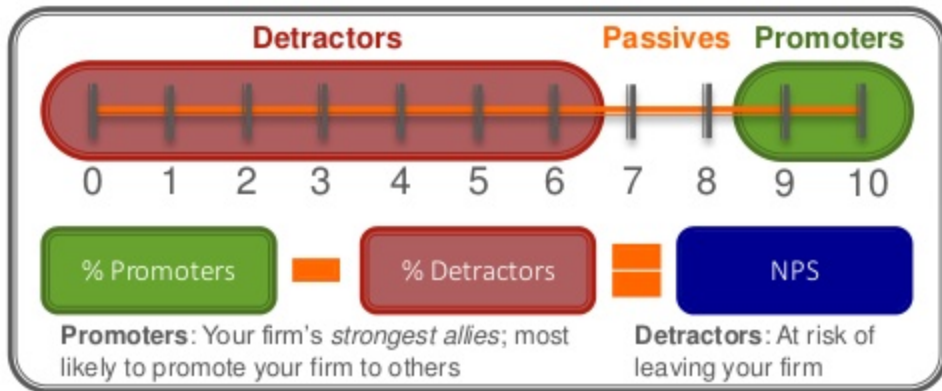 Detractors Passives Promoters
0 1 2 3 4 5 6 7 8 9 10
% Promoters % Detractors NPS
Promoters: Your firm's strongest allies; most
likely to promote your firm to others
Detractors: At risk of
leaving your firm